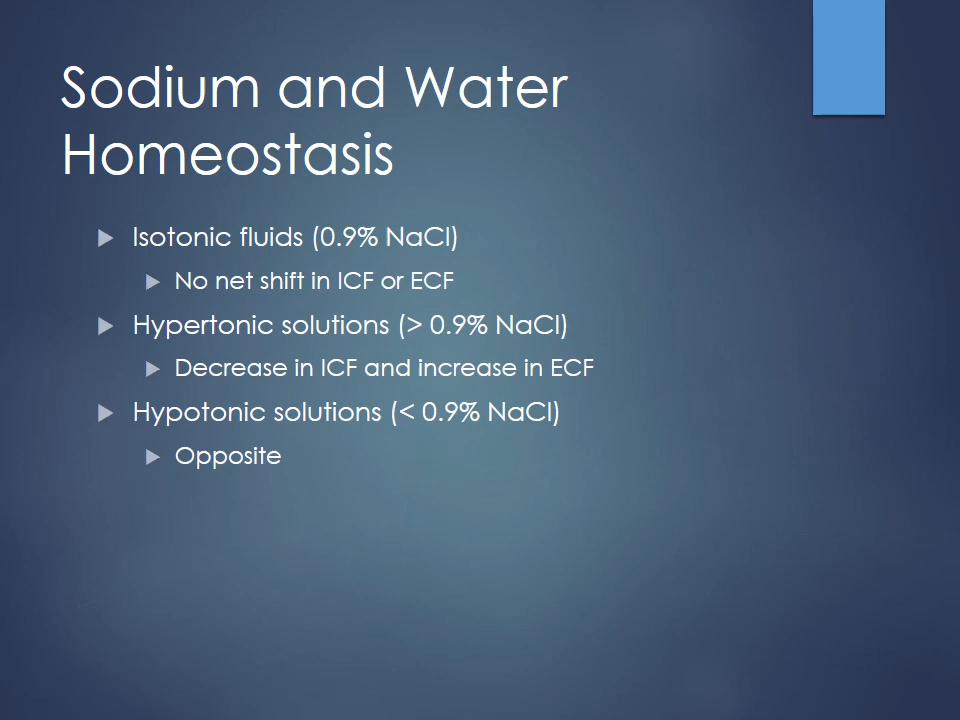 Sodium and Water
Homeostasis
Isotonic fluids (0.9% NaCl)
No net shift in ICF or ECF
Hypertonic solutions (> 0.9% NaCl)
Decrease in ICF and increase in ECF
Hypotonic solutions (< 0.9% NaCl)
Opposite